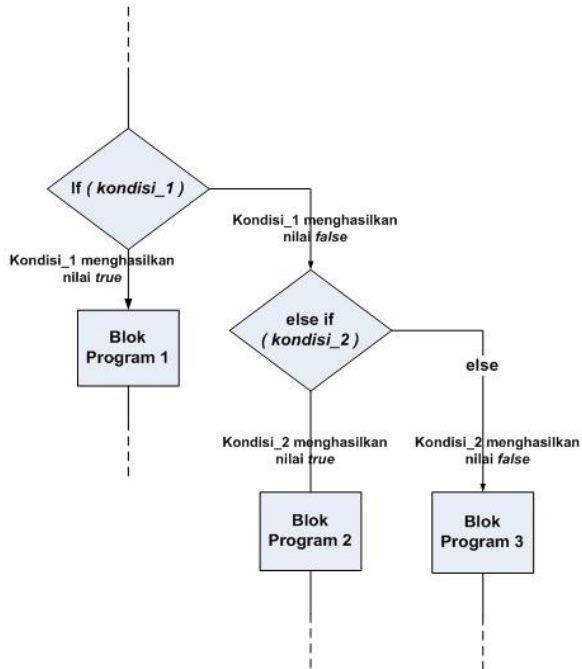 If ( kondisi_1 )
Kondisi_1 menghasilkan
nilai false
Kondisi_1 menghasilkan
nilai true
Blok
Program 1
else if
( kondisi_2 )
else
Kondisi_2 menghasilkan
nilai true
Kondisi_2 menghasilkan
nilai false
Blok
Program 2
Blok
Program 3